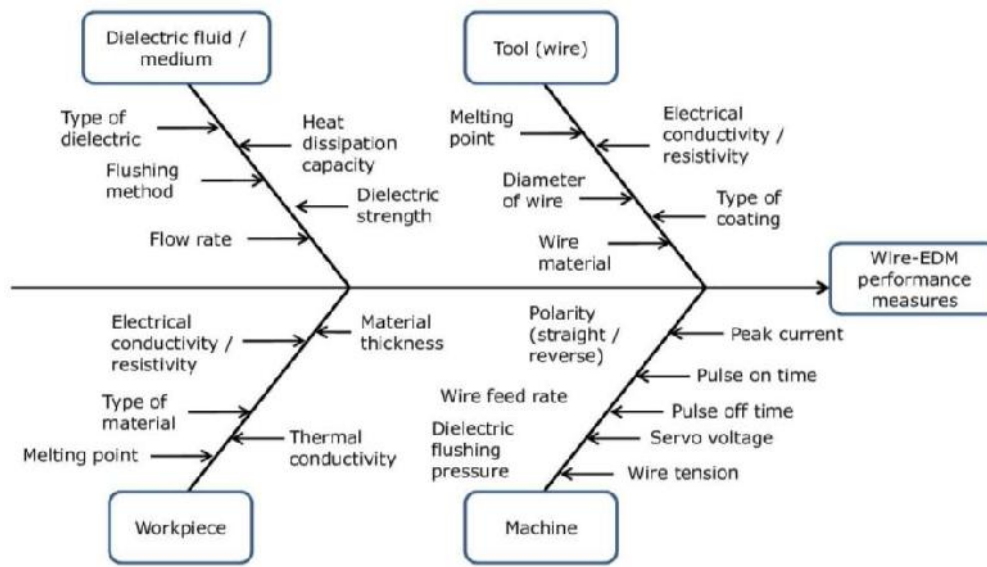 Dielectric fluid /
medium
Tool (wire)
Type of
dielectric
Heat
dissipation
capacity
Flushing
method
Dielectric
strength
Flow rate
Melting
point
Electrical
conductivity /
resistivity
Diameter
of wire
Type of
coating
Wire
material
Wire-EDM
performance
measures
Electrical
conductivity /
resistivity
Material
thickness
Type of
material
Thermal
conductivity
Melting point
Workpiece
Polarity
(straight /
reverse)
Peak current
Pulse on time
Wire feed rate
Pulse off time
Dielectric
flushing
pressure
Servo voltage
Wire tension
Machine